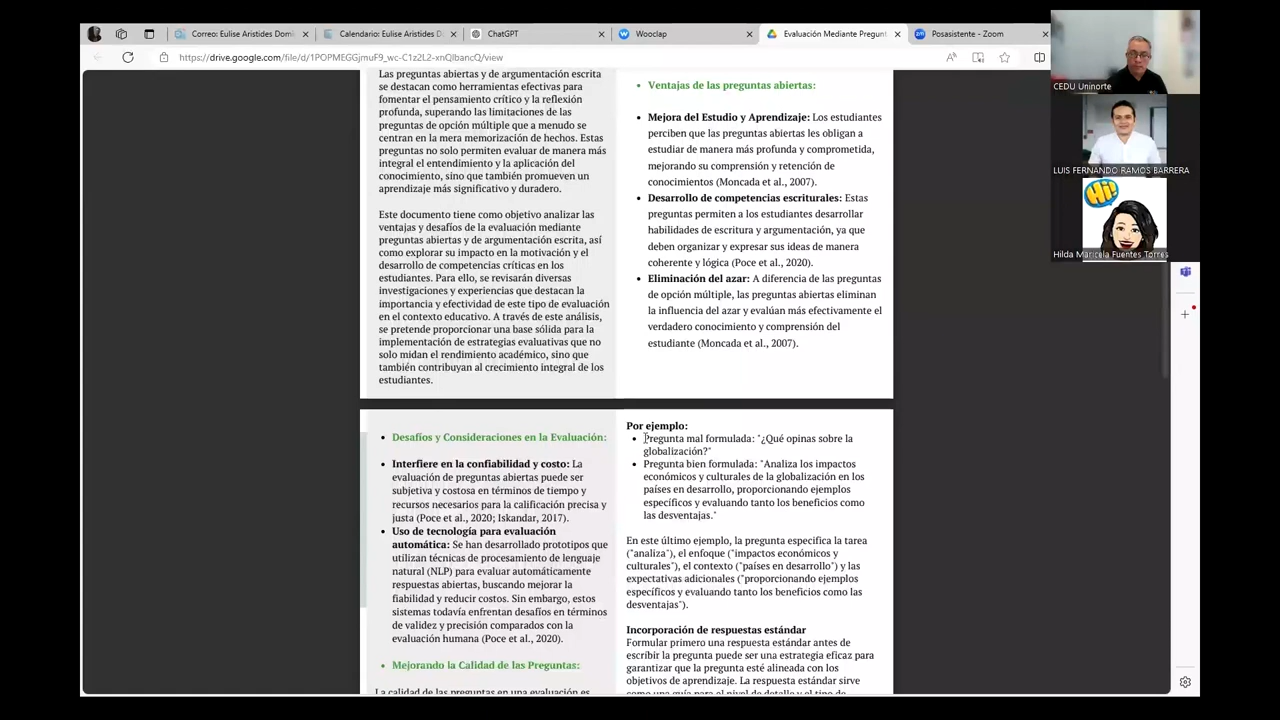 Correo: Eulise Aristides Domi
Calendario: Eulise Aristides D
ChatGPT
Wooclap
Evaluación Mediante Pregunt
Posasistente - Zoom
https://drive.google.com/file/d/1POPMEGGjmuF9_wc-C1z2L2-xnQlbancQ/view
CEDU Uninorte
LUIS FERNANDO RAMOS BARRERA
Hi!
Hilda Maricela Fuentes Torres
Las preguntas abiertas y de argumentación escrita
se destacan como herramientas efectivas para
fomentar el pensamiento crítico y la reflexión
profunda, superando las limitaciones de las
preguntas de opción múltiple que a menudo se
centran en la mera memorización de hechos. Estas
preguntas no solo permiten evaluar de manera más
integral el entendimiento y la aplicación del
conocimiento, sino que también promueven un
aprendizaje más significativo y duradero.
Este documento tiene como objetivo analizar las
ventajas y desafíos de la evaluación mediante
preguntas abiertas y de argumentación escrita, así
como explorar su impacto en la motivación y el
desarrollo de competencias críticas en los
estudiantes. Para ello, se revisarán diversas
investigaciones y experiencias que destacan la
importancia y efectividad de este tipo de evaluación
en el contexto educativo. A través de este análisis,
se pretende proporcionar una base sólida para la
implementación de estrategias evaluativas que no
solo midan el rendimiento académico, sino que
también contribuyan al crecimiento integral de los
estudiantes.
• Ventajas de las preguntas abiertas:
• Mejora del Estudio y Aprendizaje: Los estudiantes
perciben que las preguntas abiertas les obligan a
estudiar de manera más profunda y comprometida,
mejorando su comprensión y retención de
conocimientos (Moncada et al., 2007).
• Desarrollo de competencias escriturales: Estas
preguntas permiten a los estudiantes desarrollar
habilidades de escritura y argumentación, ya que
deben organizar y expresar sus ideas de manera
coherente y lógica (Poce et al., 2020).
• Eliminación del azar: A diferencia de las preguntas
de opción múltiple, las preguntas abiertas eliminan
la influencia del azar y evalúan más efectivamente el
verdadero conocimiento y comprensión del
estudiante (Moncada et al., 2007).
• Desafíos y Consideraciones en la Evaluación:
• Interfiere en la confiabilidad y costo: La
evaluación de preguntas abiertas puede ser
subjetiva y costosa en términos de tiempo y
recursos necesarios para la calificación precisa y
justa (Poce et al., 2020; Iskandar, 2017).
• Uso de tecnología para evaluación
automática: Se han desarrollado prototipos que
utilizan técnicas de procesamiento de lenguaje
natural (NLP) para evaluar automáticamente
respuestas abiertas, buscando mejorar la
fiabilidad y reducir costos. Sin embargo, estos
sistemas todavía enfrentan desafíos en términos
de validez y precisión comparados con la
evaluación humana (Poce et al., 2020).
• Mejorando la Calidad de las Preguntas:
La calidad de las preguntas en una evaluación es
Por ejemplo:
• Pregunta mal formulada: "¿Qué opinas sobre la
globalización?"
• Pregunta bien formulada: "Analiza los impactos
económicos y culturales de la globalización en los
países en desarrollo, proporcionando ejemplos
específicos y evaluando tanto los beneficios como
las desventajas."
En este último ejemplo, la pregunta especifica la tarea
("analiza"), el enfoque ("impactos económicos y
culturales"), el contexto ("países en desarrollo") y las
expectativas adicionales ("proporcionando ejemplos
específicos y evaluando tanto los beneficios como las
desventajas").
Incorporación de respuestas estándar
Formular primero una respuesta estándar antes de
escribir la pregunta puede ser una estrategia eficaz para
garantizar que la pregunta esté alineada con los
objetivos de aprendizaje. La respuesta estándar sirve
como una guía para el nivel de detalle y el tipo de